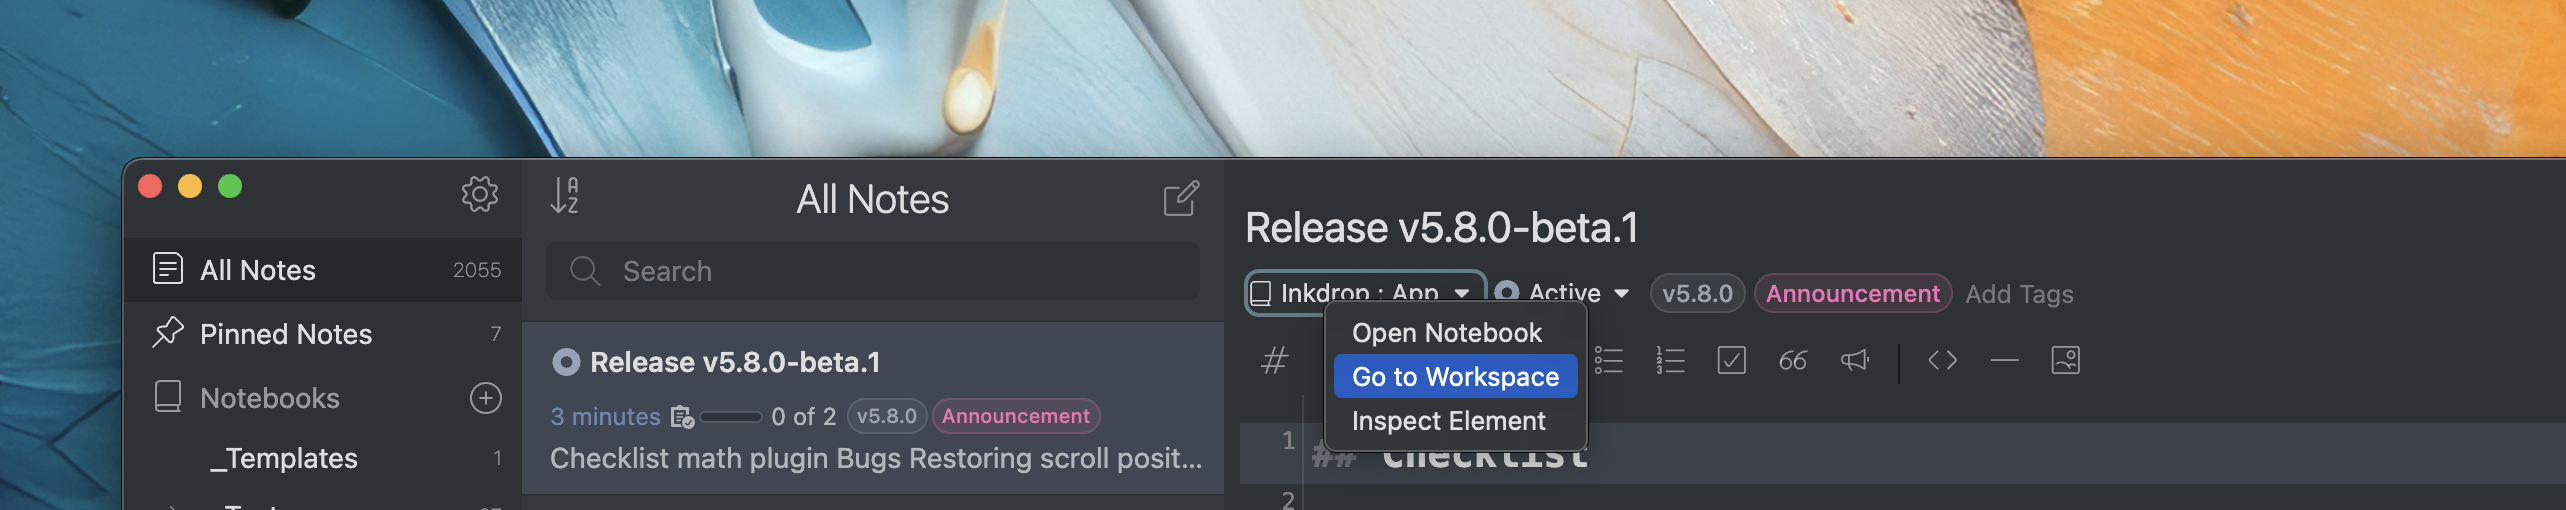 All Notes 2055
Pinned Notes 7
Notebooks
_Templates 1
All Notes
Search
Release v5.8.0-beta.1
3 minutes 0 of 2 v5.8.0 Announcement
Checklist math plugin Bugs Restoring scroll posit...
Release v5.8.0-beta.1
Inkdrop : App Active v5.8.0 Announcement Add Tags
Open Notebook
Go to Workspace
Inspect Element
1 ## Checklist
2